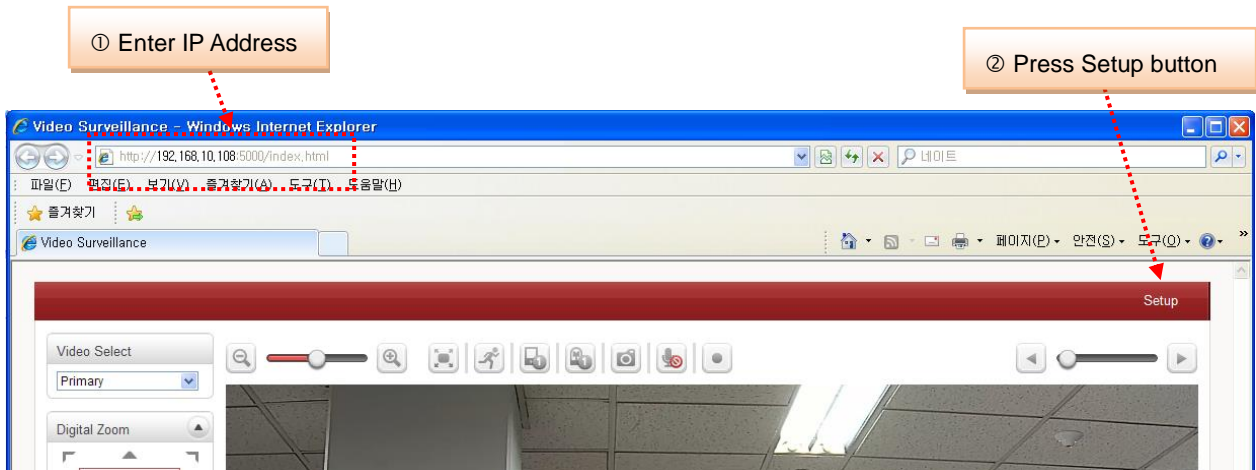 ① Enter IP Address
② Press Setup button
Video Surveillance - Windows Internet Explorer
http://192.168.10.108:5000/index.html
네이트
파일(F) 편집(E) 보기(V) 즐겨찾기(A) 도구(T) 도움말(H)
즐겨찾기
Video Surveillance
페이지(P) 안전(S) 도구(O)
Setup
Video Select
Primary
Digital Zoom